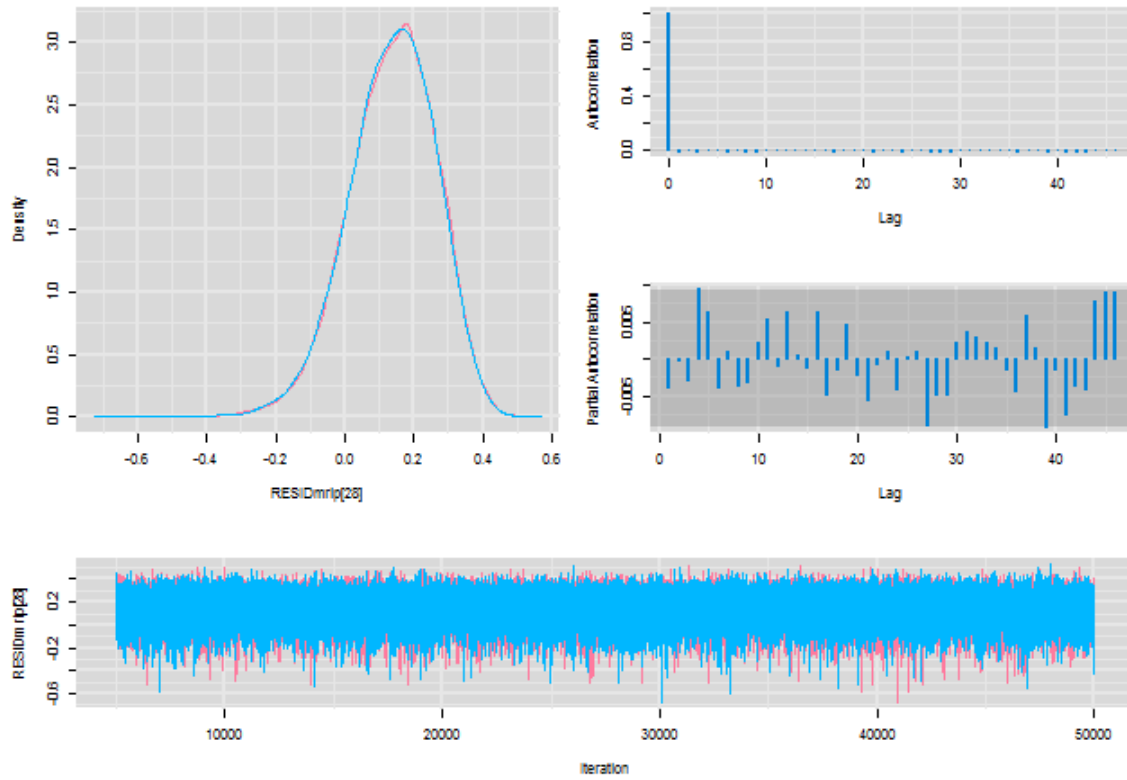 Density
0.0 0.5 1.0 1.5 2.0 2.5 3.0
-0.6 -0.4 -0.2 0.0 0.2 0.4 0.6
RESIDmrip[28]
Autocorrelation
0.0 0.4 0.8
0 10 20 30 40
Lag
Partial Autocorrelation
-0.005 0.005
0 10 20 30 40
Lag
RESIDmrip[28]
-0.6 -0.2 0.2
10000 20000 30000 40000 50000
Iteration